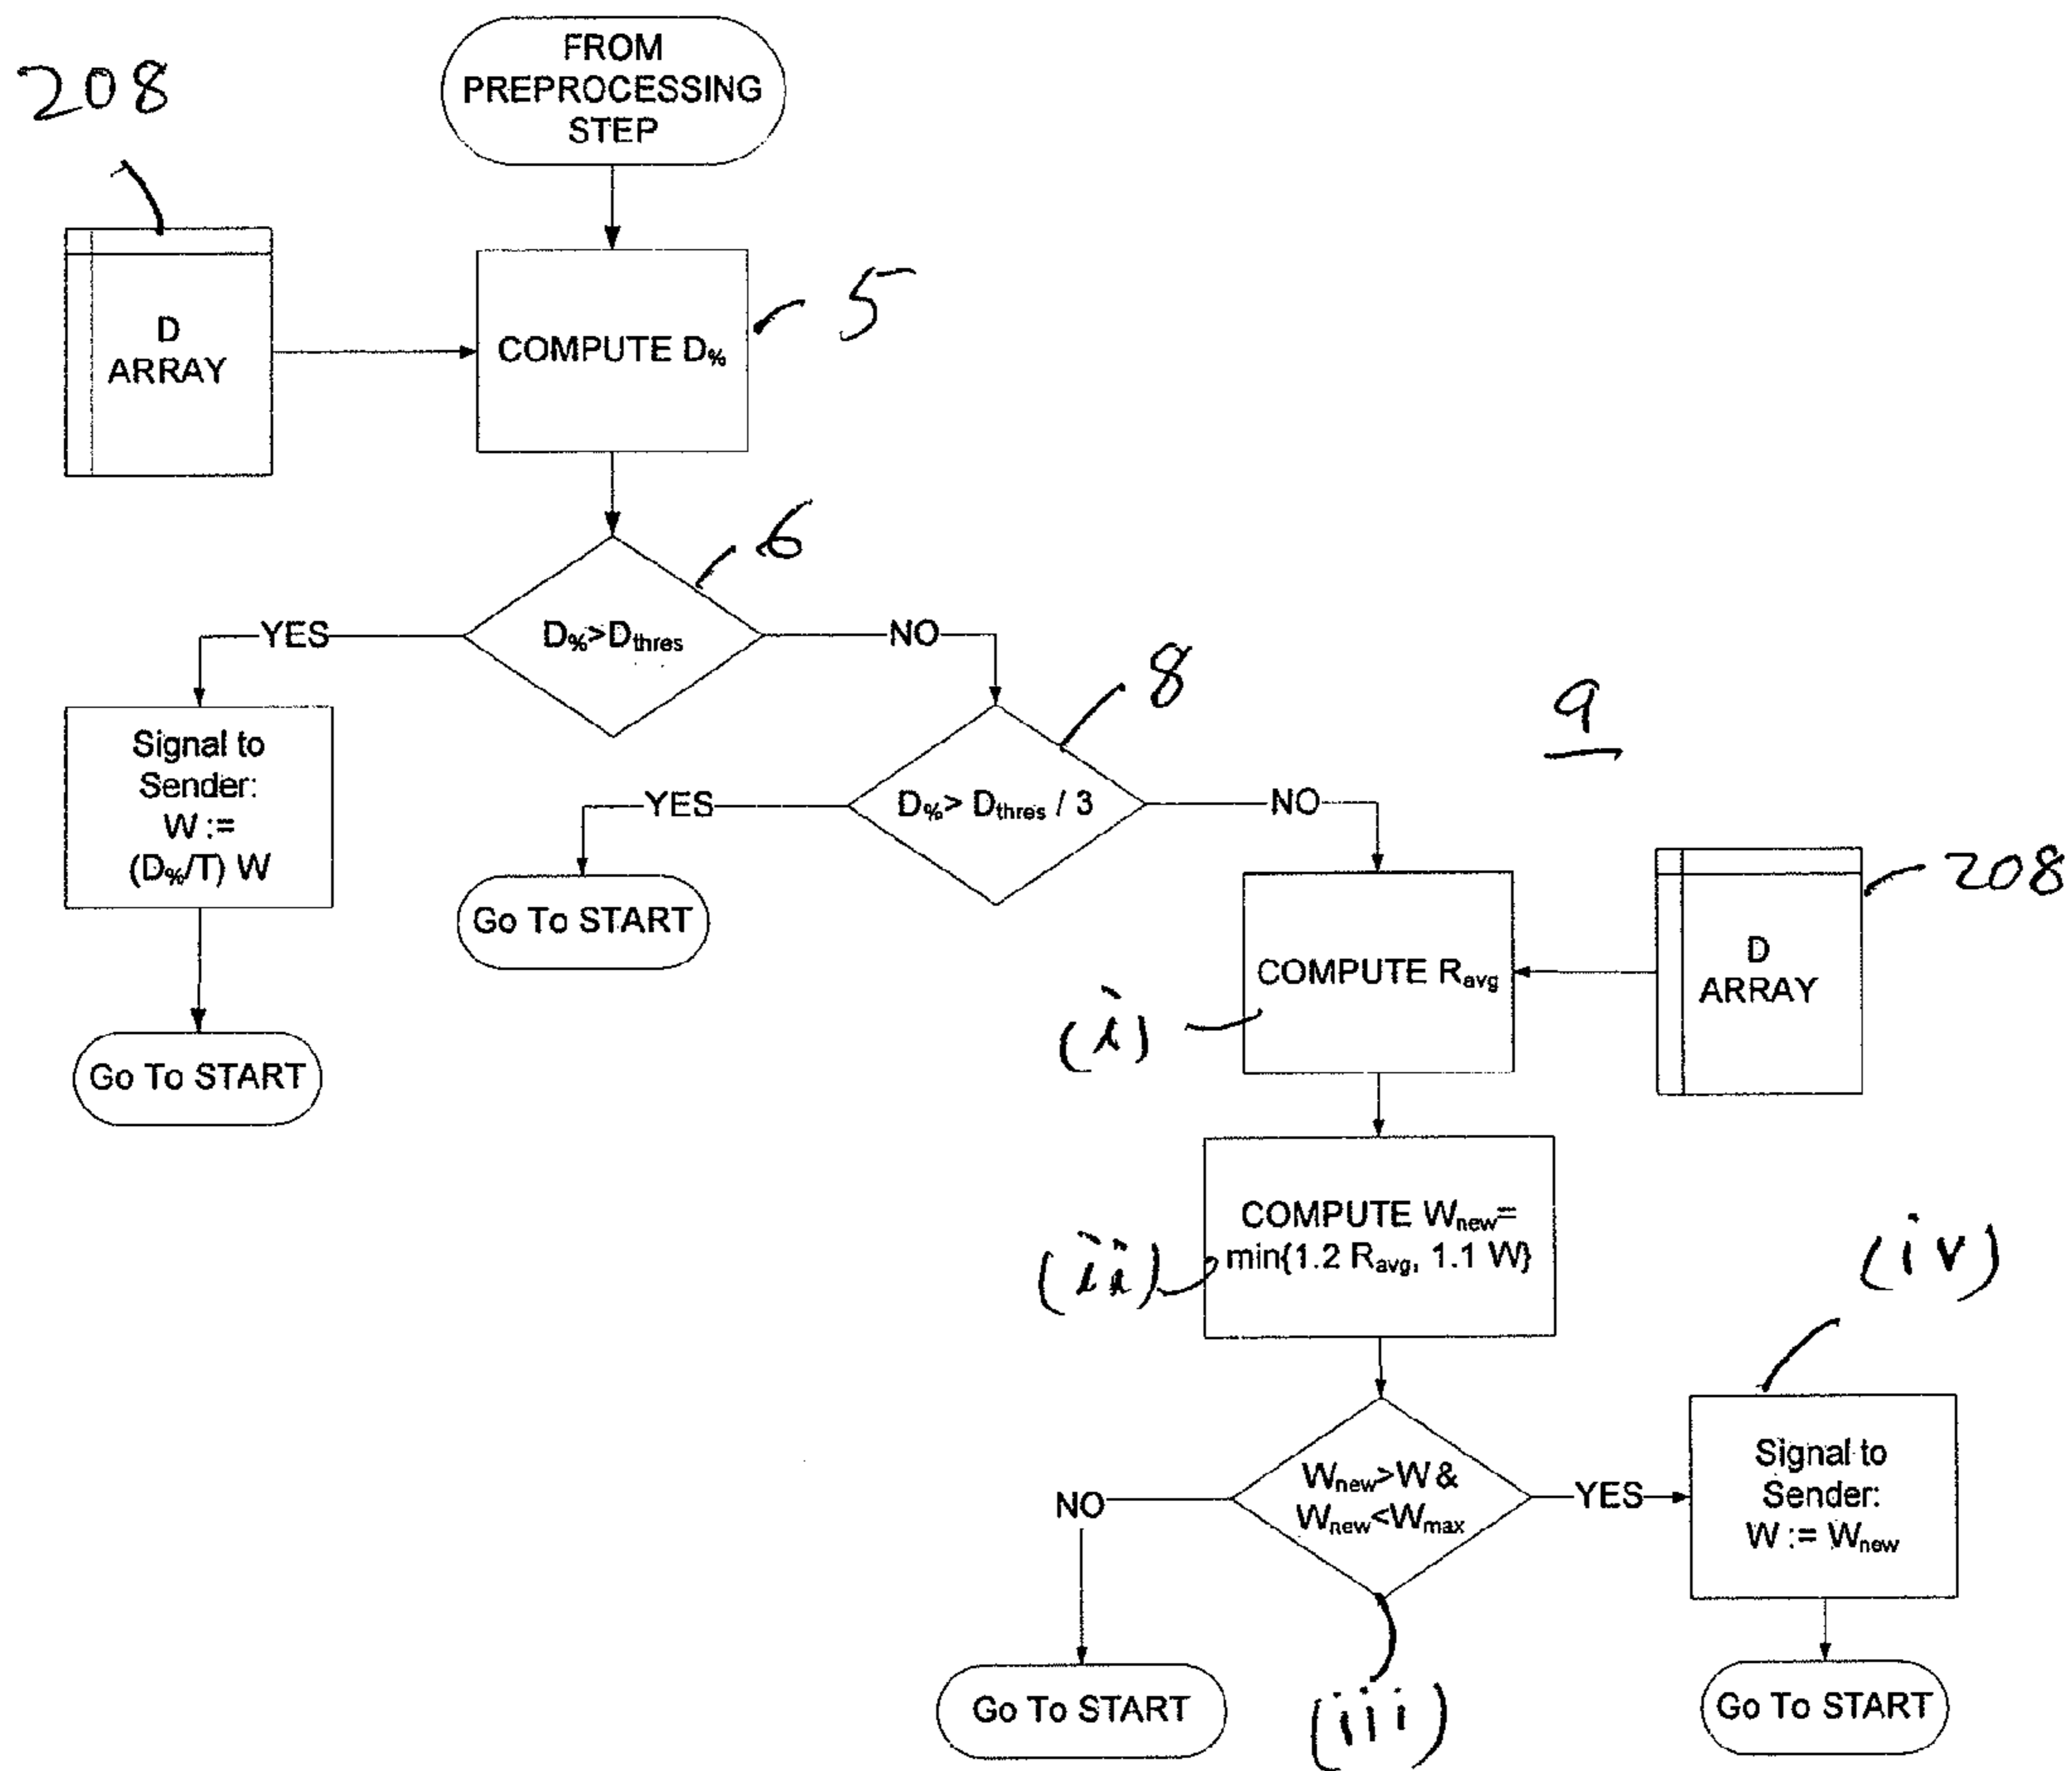 FROM
PREPROCESSING
STEP
208
D
ARRAY
COMPUTE D%
5
6
D%>Dthres
YES
NO
8
9
Signal to
Sender:
W :=
(D%/T) W
D%> Dthres / 3
YES
NO
Go To START
Go To START
COMPUTE Ravg
D
ARRAY
208
(i)
COMPUTE Wnew=
min{1.2 Ravg, 1.1 W}
(ii)
(iv)
Wnew>W &
Wnew<Wmax
NO
YES
Signal to
Sender:
W := Wnew
Go To START
(iii)
Go To START